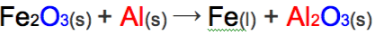 Fe2O3(s) + Al(s) → Fe(l) + Al2O3(s)